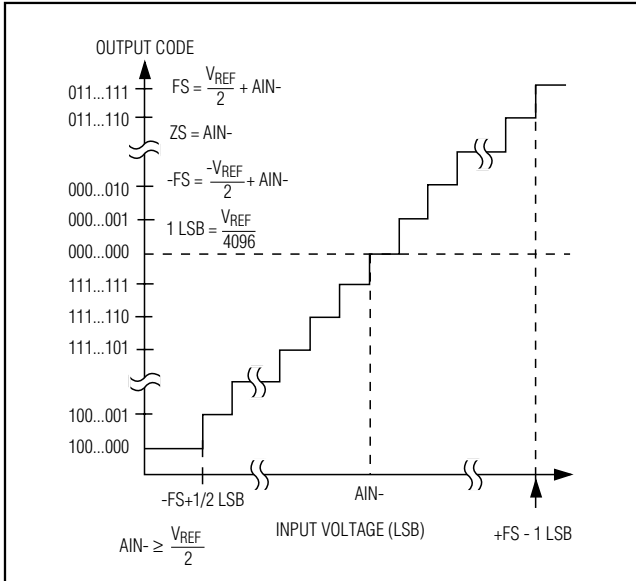 OUTPUT CODE
011...111
011...110
000...010
000...001
000...000
111...111
111...110
111...101
100...001
100...000
FS = V_REF/2 + AIN-
ZS = AIN-
-FS = -V_REF/2 + AIN-
1 LSB = V_REF/4096
-FS+1/2 LSB
AIN-
+FS - 1 LSB
INPUT VOLTAGE (LSB)
AIN- ≥ V_REF/2